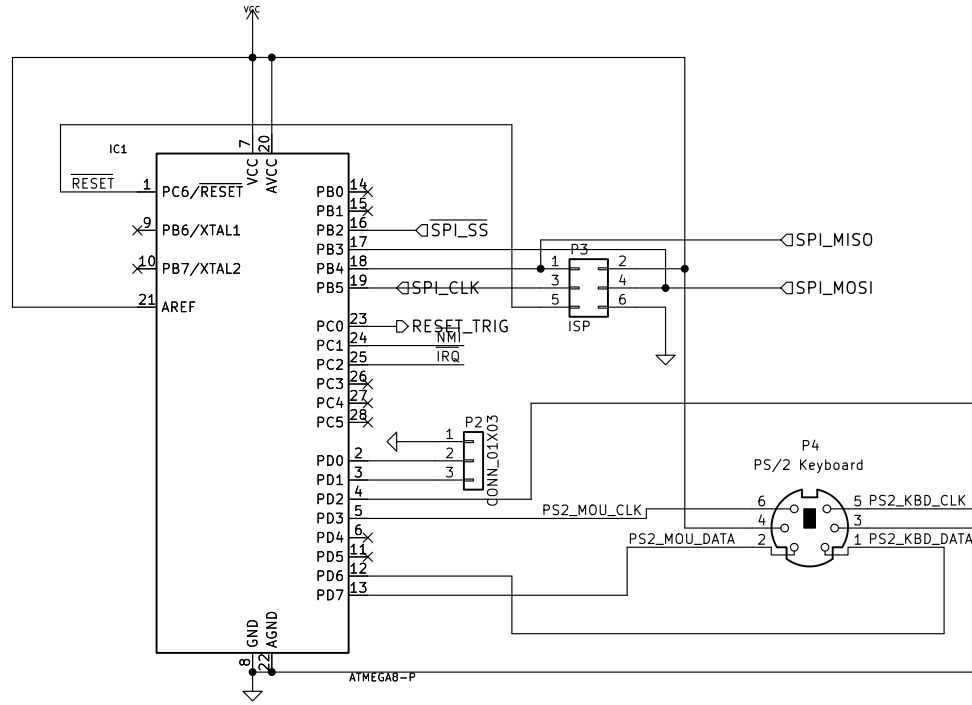 VCC
IC1
7
20
VCC
AVCC
RESET
1
PC6/RESET
9
PB6/XTAL1
10
PB7/XTAL2
21
AREF
PB0
14
PB1
15
PB2
16
SPI_SS
PB3
17
PB4
18
PB5
19
SPI_CLK
PC0
23
RESET_TRIG
PC1
24
NMI
PC2
25
IRQ
PC3
26
PC4
27
PC5
28
PD0
2
PD1
3
PD2
4
PD3
5
PD4
6
PD5
11
PD6
12
PD7
13
GND
AGND
8
22
ATMEGA8-P
P3
1
2
3
4
5
6
ISP
SPI_MISO
SPI_MOSI
P2
1
2
3
CONN_01X03
P4
PS/2 Keyboard
PS2_MOU_CLK
6
5
PS2_KBD_CLK
4
3
PS2_MOU_DATA
2
1
PS2_KBD_DATA